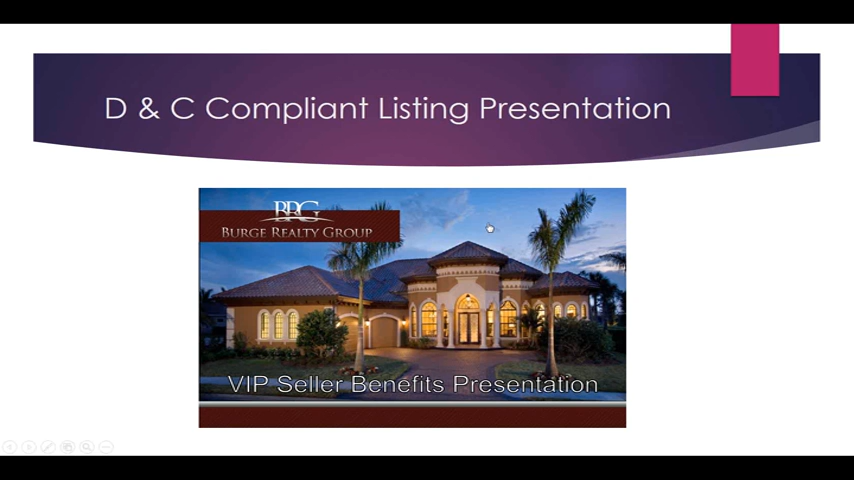 D & C Compliant Listing Presentation
BRG
BURGE REALTY GROUP
VIP Seller Benefits Presentation